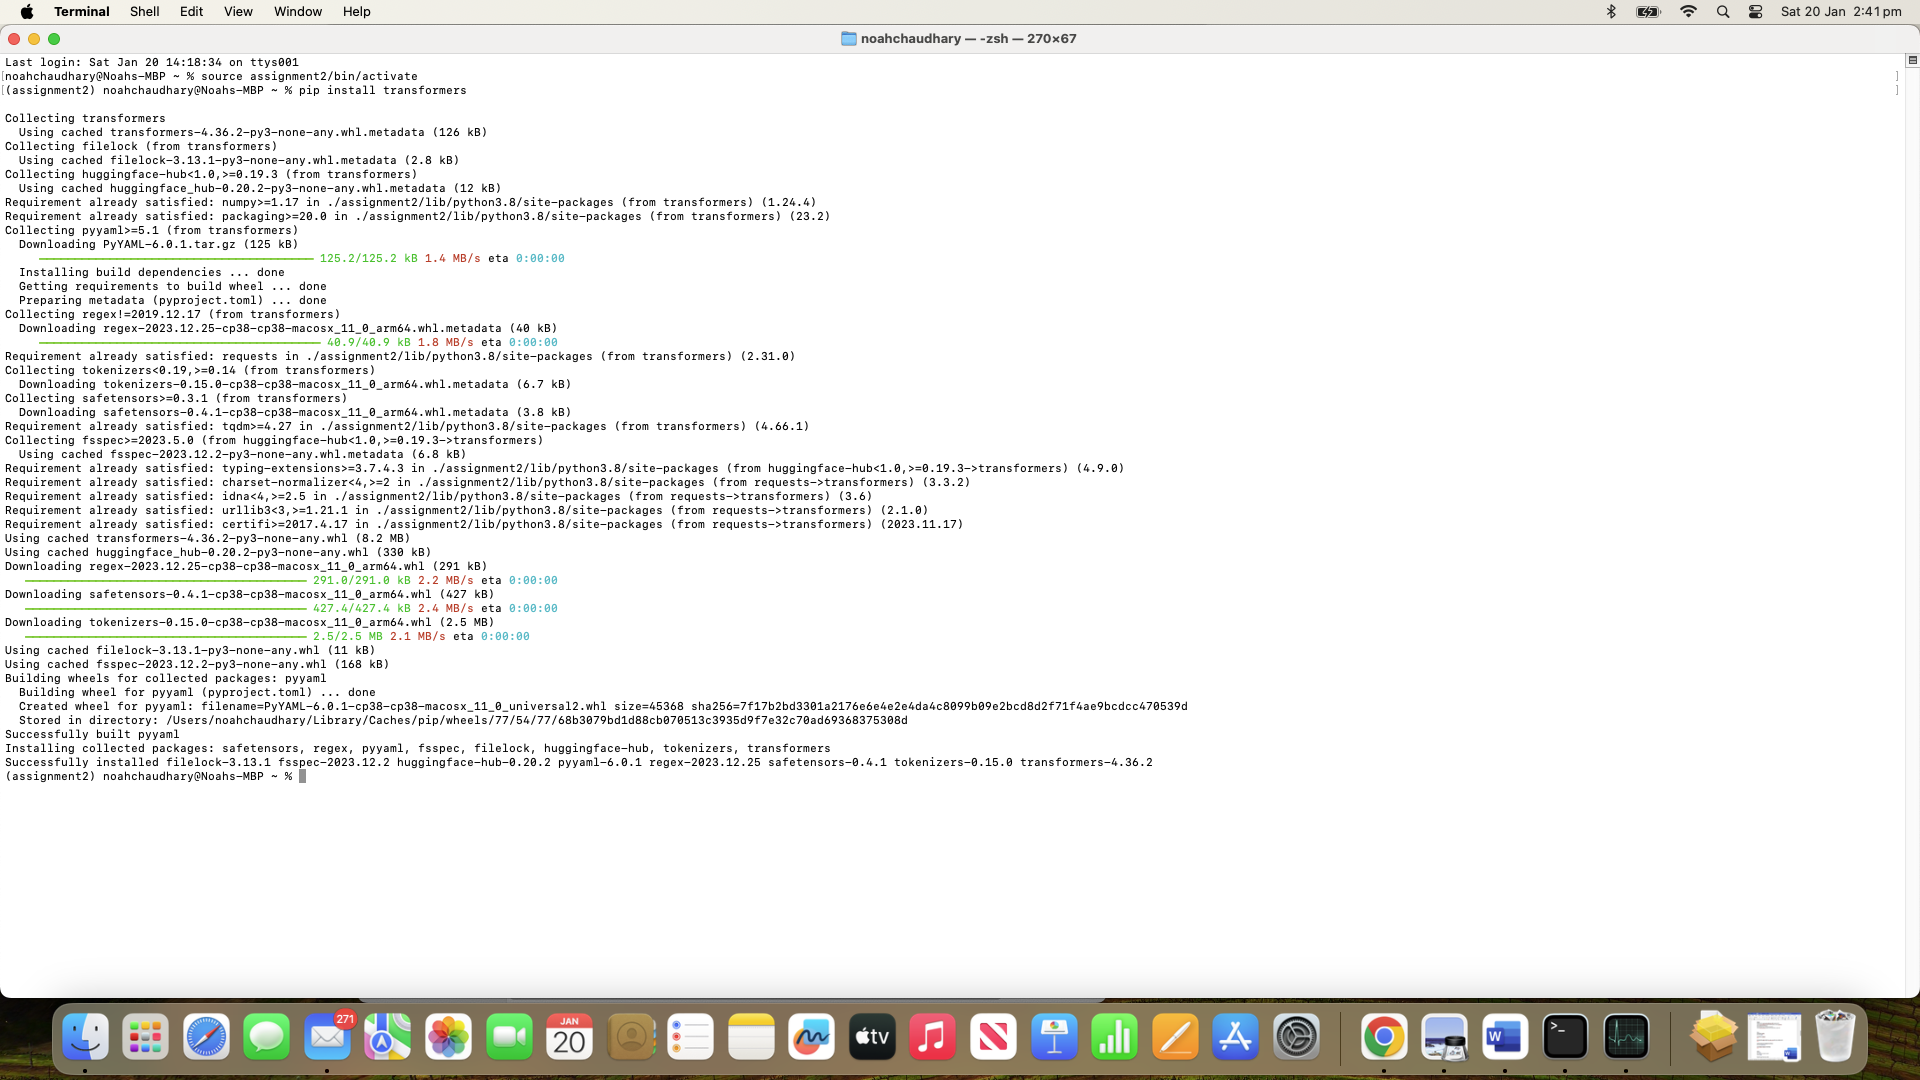 Terminal Shell Edit View Window Help Sat 20 Jan 2:41 pm
noahchaudhary — -zsh — 270×67
Last login: Sat Jan 20 14:18:34 on ttys001
[noahchaudhary@Noahs-MBP ~ % source assignment2/bin/activate ]
[(assignment2) noahchaudhary@Noahs-MBP ~ % pip install transformers ]
Collecting transformers
  Using cached transformers-4.36.2-py3-none-any.whl.metadata (126 kB)
Collecting filelock (from transformers)
  Using cached filelock-3.13.1-py3-none-any.whl.metadata (2.8 kB)
Collecting huggingface-hub<1.0,>=0.19.3 (from transformers)
  Using cached huggingface_hub-0.20.2-py3-none-any.whl.metadata (12 kB)
Requirement already satisfied: numpy>=1.17 in ./assignment2/lib/python3.8/site-packages (from transformers) (1.24.4)
Requirement already satisfied: packaging>=20.0 in ./assignment2/lib/python3.8/site-packages (from transformers) (23.2)
Collecting pyyaml>=5.1 (from transformers)
  Downloading PyYAML-6.0.1.tar.gz (125 kB)
125.2/125.2 kB 1.4 MB/s eta 0:00:00
  Installing build dependencies ... done
  Getting requirements to build wheel ... done
  Preparing metadata (pyproject.toml) ... done
Collecting regex!=2019.12.17 (from transformers)
  Downloading regex-2023.12.25-cp38-cp38-macosx_11_0_arm64.whl.metadata (40 kB)
40.9/40.9 kB 1.8 MB/s eta 0:00:00
Requirement already satisfied: requests in ./assignment2/lib/python3.8/site-packages (from transformers) (2.31.0)
Collecting tokenizers<0.19,>=0.14 (from transformers)
  Downloading tokenizers-0.15.0-cp38-cp38-macosx_11_0_arm64.whl.metadata (6.7 kB)
Collecting safetensors>=0.3.1 (from transformers)
  Downloading safetensors-0.4.1-cp38-cp38-macosx_11_0_arm64.whl.metadata (3.8 kB)
Requirement already satisfied: tqdm>=4.27 in ./assignment2/lib/python3.8/site-packages (from transformers) (4.66.1)
Collecting fsspec>=2023.5.0 (from huggingface-hub<1.0,>=0.19.3->transformers)
  Using cached fsspec-2023.12.2-py3-none-any.whl.metadata (6.8 kB)
Requirement already satisfied: typing-extensions>=3.7.4.3 in ./assignment2/lib/python3.8/site-packages (from huggingface-hub<1.0,>=0.19.3->transformers) (4.9.0)
Requirement already satisfied: charset-normalizer<4,>=2 in ./assignment2/lib/python3.8/site-packages (from requests->transformers) (3.3.2)
Requirement already satisfied: idna<4,>=2.5 in ./assignment2/lib/python3.8/site-packages (from requests->transformers) (3.6)
Requirement already satisfied: urllib3<3,>=1.21.1 in ./assignment2/lib/python3.8/site-packages (from requests->transformers) (2.1.0)
Requirement already satisfied: certifi>=2017.4.17 in ./assignment2/lib/python3.8/site-packages (from requests->transformers) (2023.11.17)
Using cached transformers-4.36.2-py3-none-any.whl (8.2 MB)
Using cached huggingface_hub-0.20.2-py3-none-any.whl (330 kB)
Downloading regex-2023.12.25-cp38-cp38-macosx_11_0_arm64.whl (291 kB)
291.0/291.0 kB 2.2 MB/s eta 0:00:00
Downloading safetensors-0.4.1-cp38-cp38-macosx_11_0_arm64.whl (427 kB)
427.4/427.4 kB 2.4 MB/s eta 0:00:00
Downloading tokenizers-0.15.0-cp38-cp38-macosx_11_0_arm64.whl (2.5 MB)
2.5/2.5 MB 2.1 MB/s eta 0:00:00
Using cached filelock-3.13.1-py3-none-any.whl (11 kB)
Using cached fsspec-2023.12.2-py3-none-any.whl (168 kB)
Building wheels for collected packages: pyyaml
  Building wheel for pyyaml (pyproject.toml) ... done
  Created wheel for pyyaml: filename=PyYAML-6.0.1-cp38-cp38-macosx_11_0_universal2.whl size=45368 sha256=7f17b2bd3301a2176e6e4e2e4da4c8099b09e2bcd8d2f71f4ae9bcdcc470539d
  Stored in directory: /Users/noahchaudhary/Library/Caches/pip/wheels/77/54/77/68b3079bd1d88cb070513c3935d9f7e32c70ad69368375308d
Successfully built pyyaml
Installing collected packages: safetensors, regex, pyyaml, fsspec, filelock, huggingface-hub, tokenizers, transformers
Successfully installed filelock-3.13.1 fsspec-2023.12.2 huggingface-hub-0.20.2 pyyaml-6.0.1 regex-2023.12.25 safetensors-0.4.1 tokenizers-0.15.0 transformers-4.36.2
(assignment2) noahchaudhary@Noahs-MBP ~ %
271
JAN
20
tv
W
>_